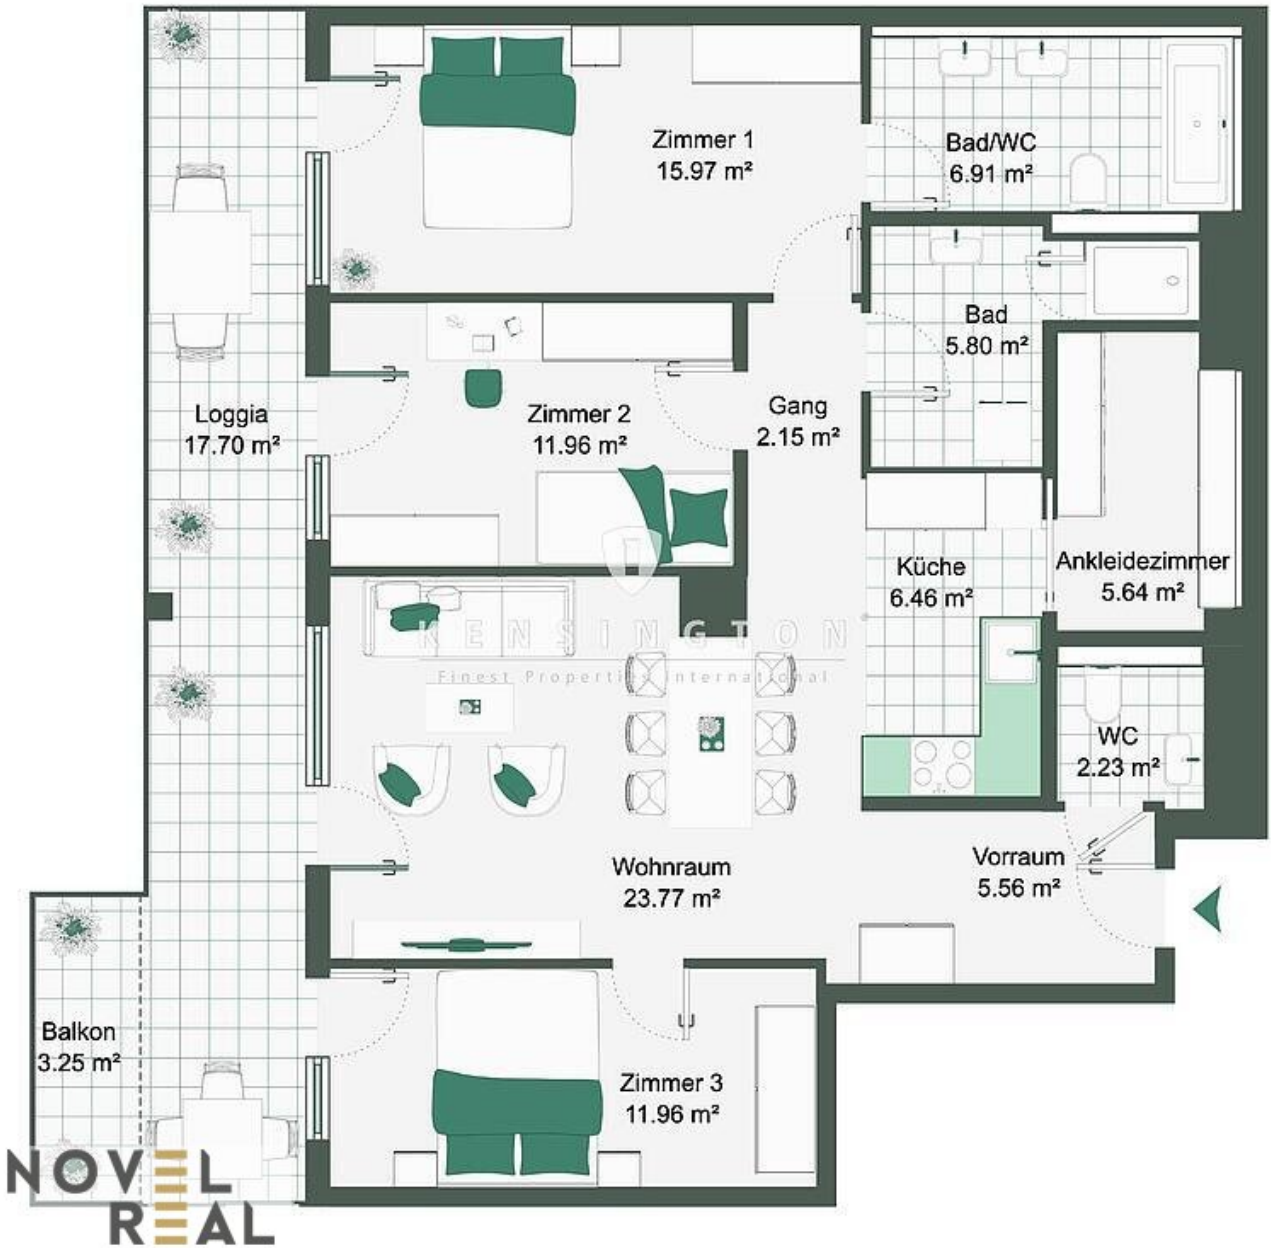 Zimmer 1
15.97 m²
Bad/WC
6.91 m²
Bad
5.80 m²
Loggia
17.70 m²
Zimmer 2
11.96 m²
Gang
2.15 m²
Küche
6.46 m²
Ankleidezimmer
5.64 m²
KENSINGTON
Finest Properties International
WC
2.23 m²
Wohnraum
23.77 m²
Vorraum
5.56 m²
Balkon
3.25 m²
Zimmer 3
11.96 m²
NOVEL
REAL